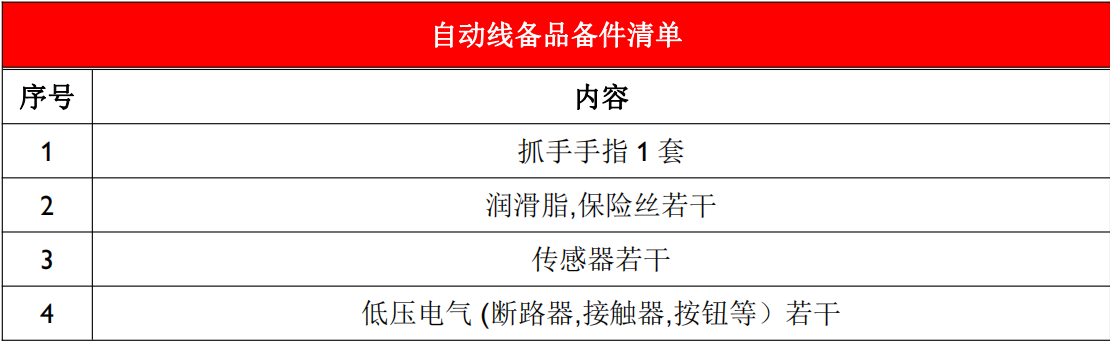 自动线备品备件清单
序号 内容
1 抓手手指 1 套
2 润滑脂,保险丝若干
3 传感器若干
4 低压电气 (断路器,接触器,按钮等）若干